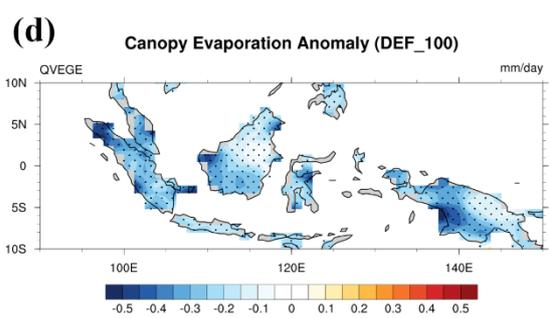 (d)
Canopy Evaporation Anomaly (DEF_100)
QVEGE mm/day
10N
5N
0
5S
10S
100E 120E 140E
-0.5 -0.4 -0.3 -0.2 -0.1 0 0.1 0.2 0.3 0.4 0.5